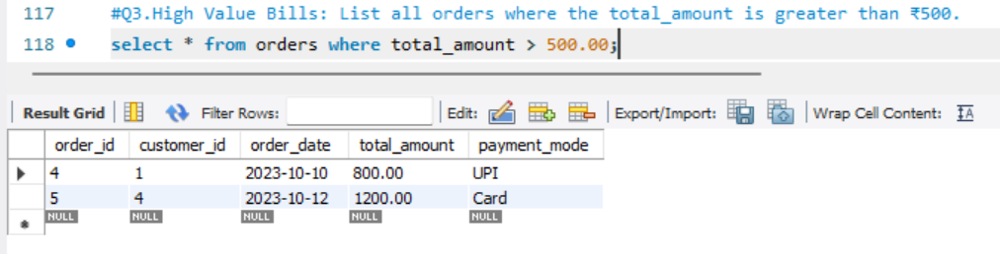 117 #Q3.High Value Bills: List all orders where the total_amount is greater than ₹500.
118 select * from orders where total_amount > 500.00;
Result Grid Filter Rows: Edit: Export/Import: Wrap Cell Content: IA
order_id customer_id order_date total_amount payment_mode
4 1 2023-10-10 800.00 UPI
5 4 2023-10-12 1200.00 Card
NULL NULL NULL NULL NULL